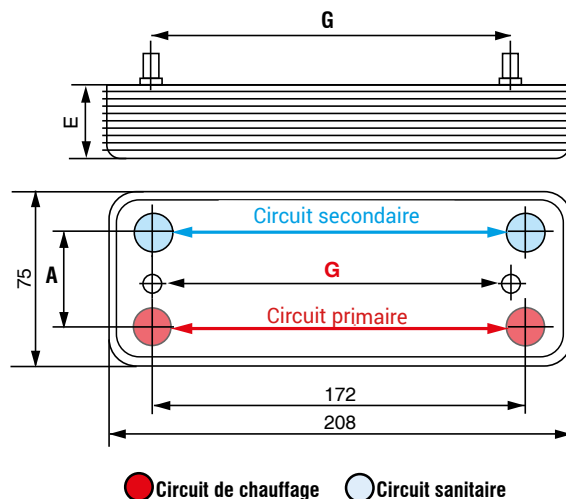 G
E
Circuit secondaire
75
A
G
Circuit primaire
172
208
Circuit de chauffage
Circuit sanitaire